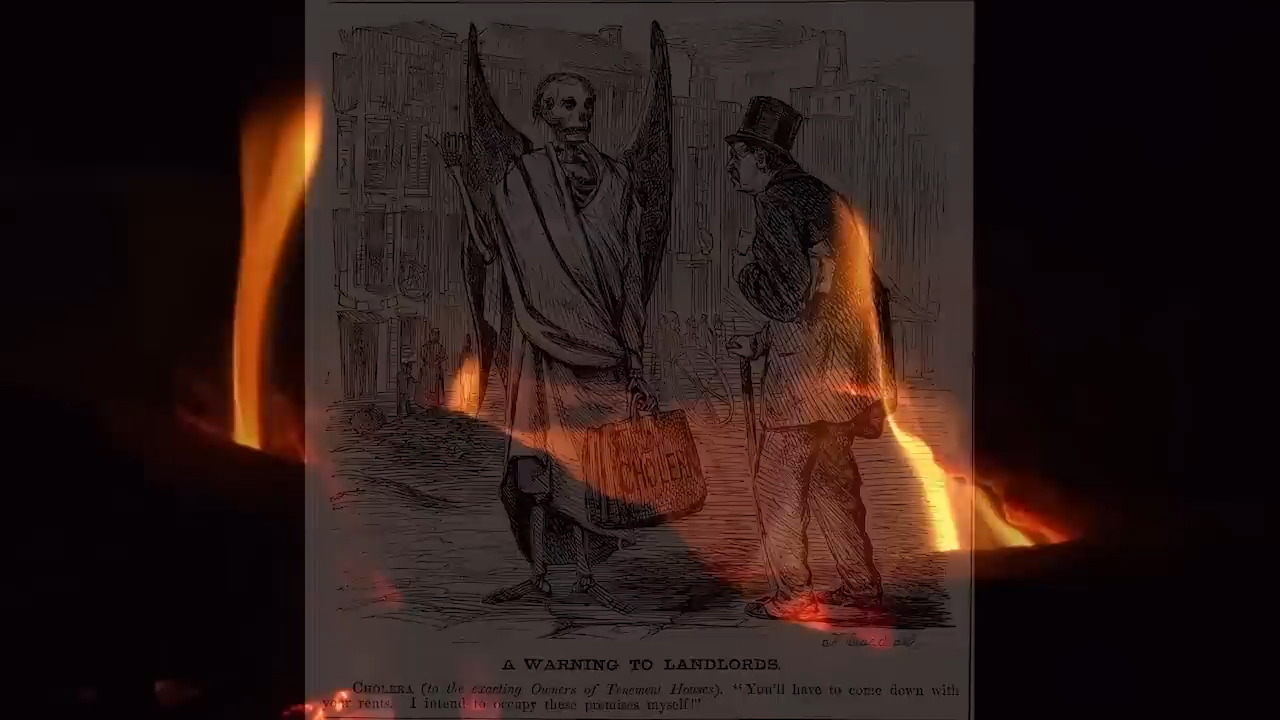 CHOLERA
A WARNING TO LANDLORDS.
CHOLERA (to the exacting Owners of Tenement Houses). "You'll have to come down with
your rents. I intend to occupy these premises myself!"